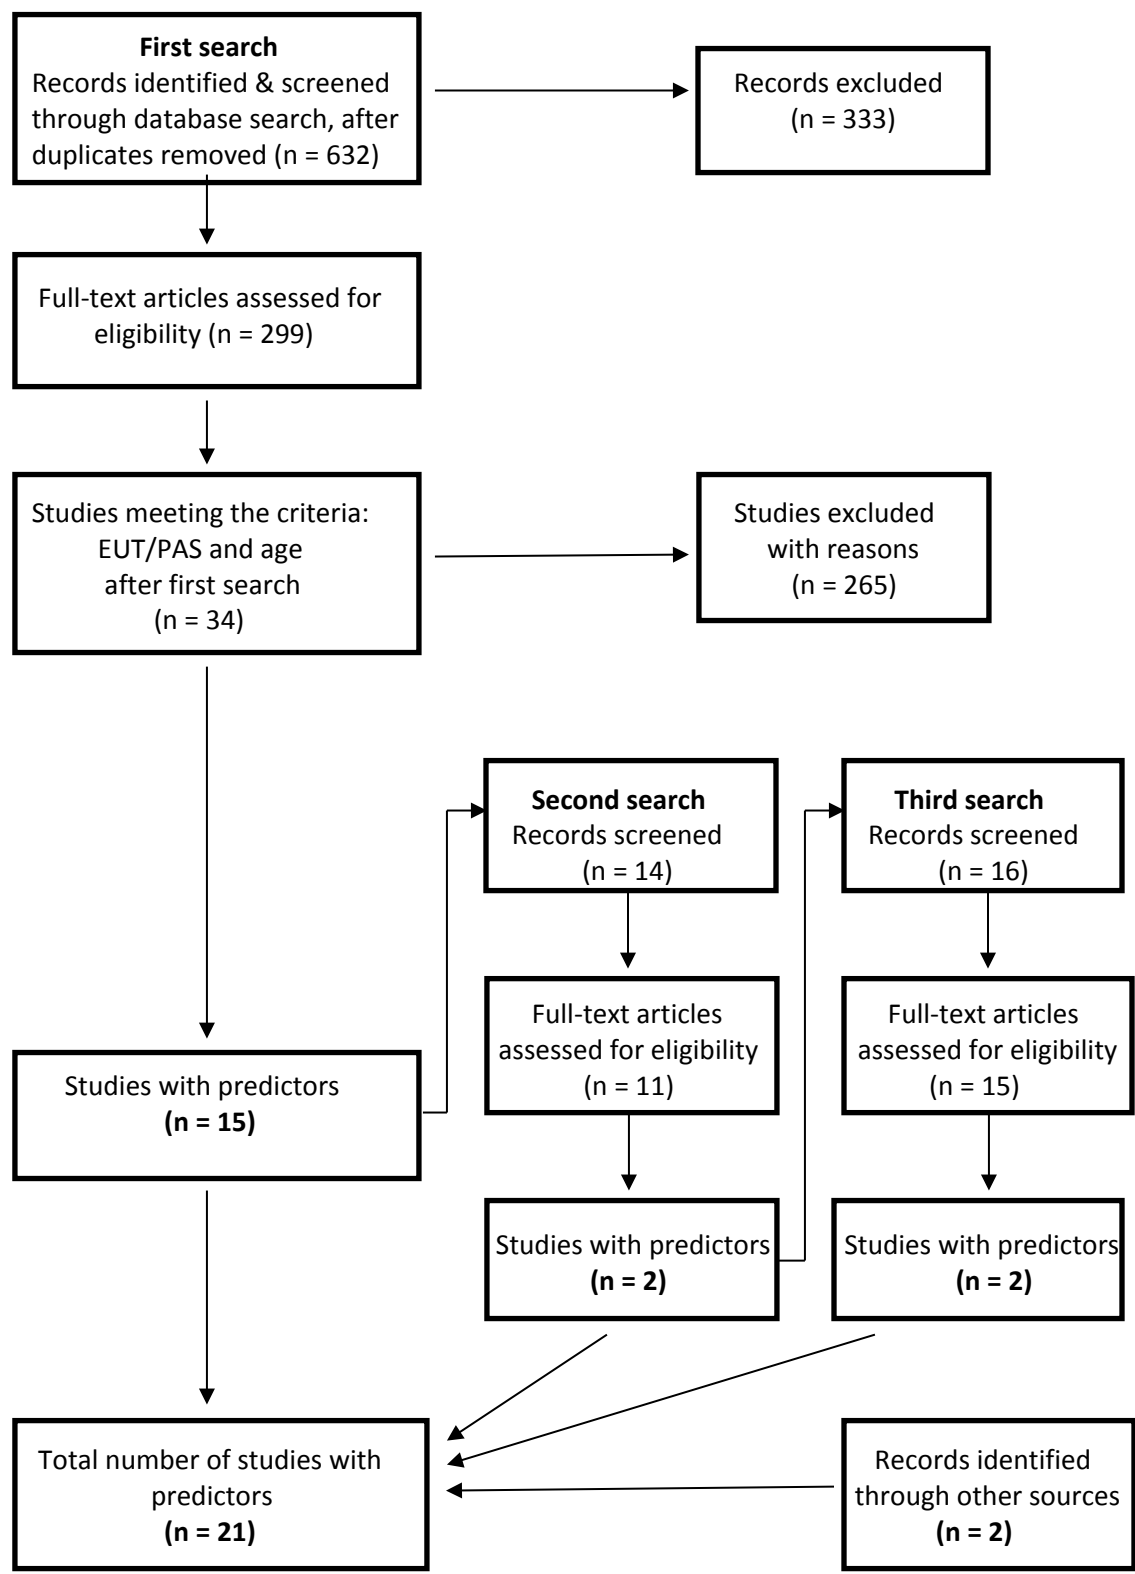 First search
Records identified & screened
through database search, after
duplicates removed (n = 632)
Records excluded
(n = 333)
Full-text articles assessed for
eligibility (n = 299)
Studies meeting the criteria:
EUT/PAS and age
after first search
(n = 34)
Studies excluded
with reasons
(n = 265)
Second search
Records screened
(n = 14)
Third search
Records screened
(n = 16)
Full-text articles
assessed for eligibility
(n = 11)
Full-text articles
assessed for eligibility
(n = 15)
Studies with predictors
(n = 15)
Studies with predictors
(n = 2)
Studies with predictors
(n = 2)
Total number of studies with
predictors
(n = 21)
Records identified
through other sources
(n = 2)